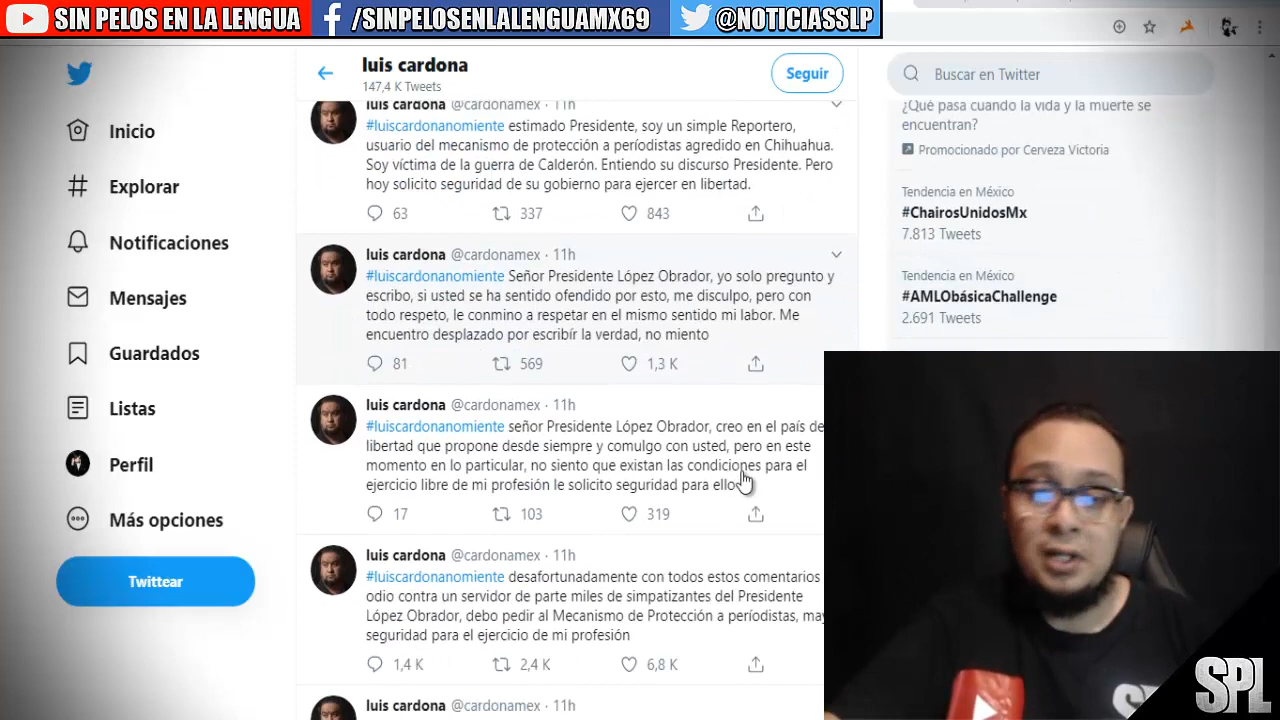 SIN PELOS EN LA LENGUA
/SINPELOSENLALENGUAMX69
@NOTICIASSLP
Inicio
Explorar
Notificaciones
Mensajes
Guardados
Listas
Perfil
Más opciones
Twittear
luis cardona
147,4 K Tweets
Seguir
luis cardona @cardonamex · 11h
#luiscardonanomiente estimado Presidente, soy un simple Reportero,
usuario del mecanismo de protección a períodistas agredido en Chihuahua.
Soy víctima de la guerra de Calderón. Entiendo su discurso Presidente. Pero
hoy solicito seguridad de su gobierno para ejercer en libertad.
63 337 843
luis cardona @cardonamex · 11h
#luiscardonanomiente Señor Presidente López Obrador, yo solo pregunto y
escribo, si usted se ha sentido ofendido por esto, me disculpo, pero con
todo respeto, le conmino a respetar en el mismo sentido mi labor. Me
encuentro desplazado por escribír la verdad, no miento
81 569 1,3 K
luis cardona @cardonamex · 11h
#luiscardonanomiente señor Presidente López Obrador, creo en el país de
libertad que propone desde siempre y comulgo con usted, pero en este
momento en lo particular, no siento que existan las condiciones para el
ejercicio libre de mi profesión le solicito seguridad para ello
17 103 319
luis cardona @cardonamex · 11h
#luiscardonanomiente desafortunadamente con todos estos comentarios
odio contra un servidor de parte miles de simpatizantes del Presidente
López Obrador, debo pedir al Mecanismo de Protección a períodistas, may
seguridad para el ejercicio de mi profesión
1,4 K 2,4 K 6,8 K
luis cardona @cardonamex · 11h
Buscar en Twitter
¿Qué pasa cuando la vida y la muerte se
encuentran?
Promocionado por Cerveza Victoria
Tendencia en México
#ChairosUnidosMx
7.813 Tweets
Tendencia en México
#AMLObásicaChallenge
2.691 Tweets
SPL